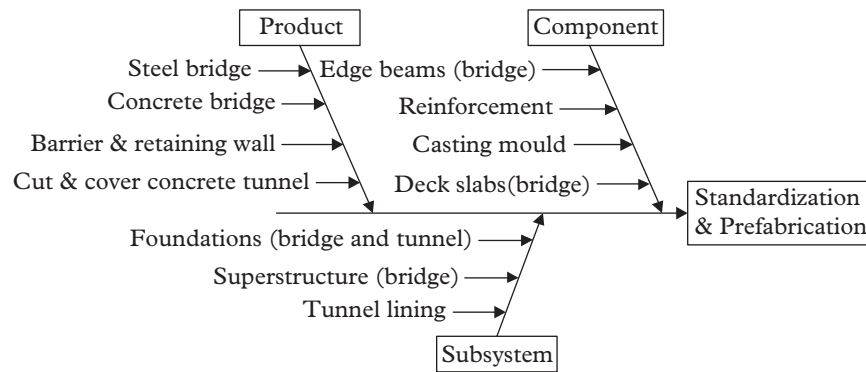 Product
Component
Steel bridge
Edge beams (bridge)
Concrete bridge
Reinforcement
Barrier & retaining wall
Casting mould
Cut & cover concrete tunnel
Deck slabs(bridge)
Standardization
& Prefabrication
Foundations (bridge and tunnel)
Superstructure (bridge)
Tunnel lining
Subsystem